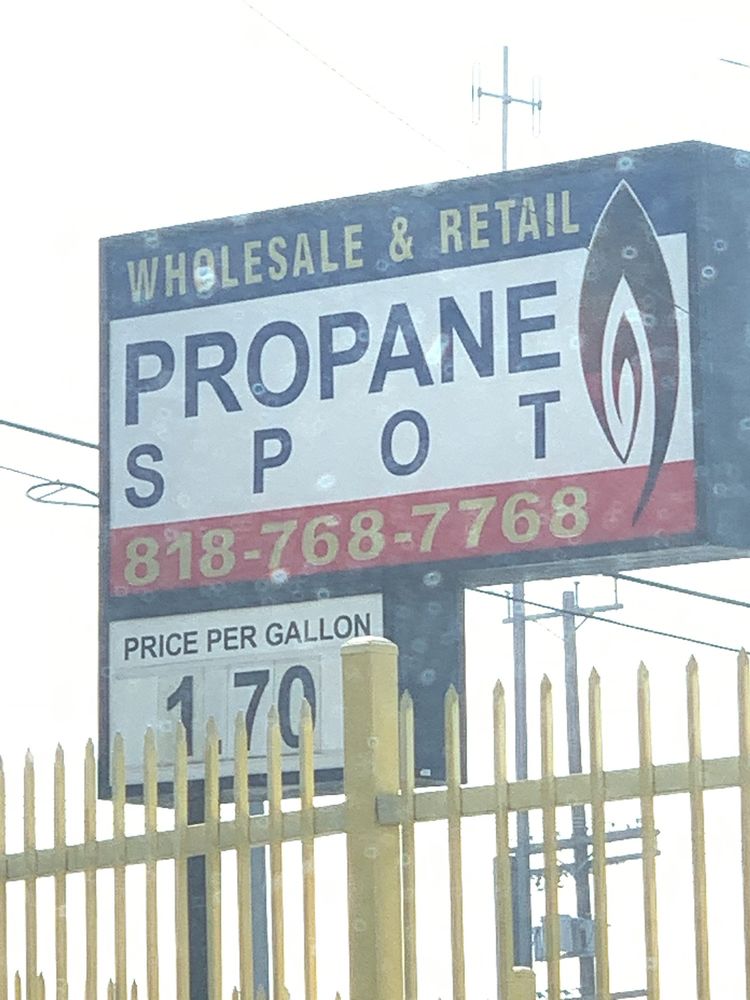 WHOLESALE & RETAIL
PROPANE
SPOT
818-768-7768
PRICE PER GALLON
1.70